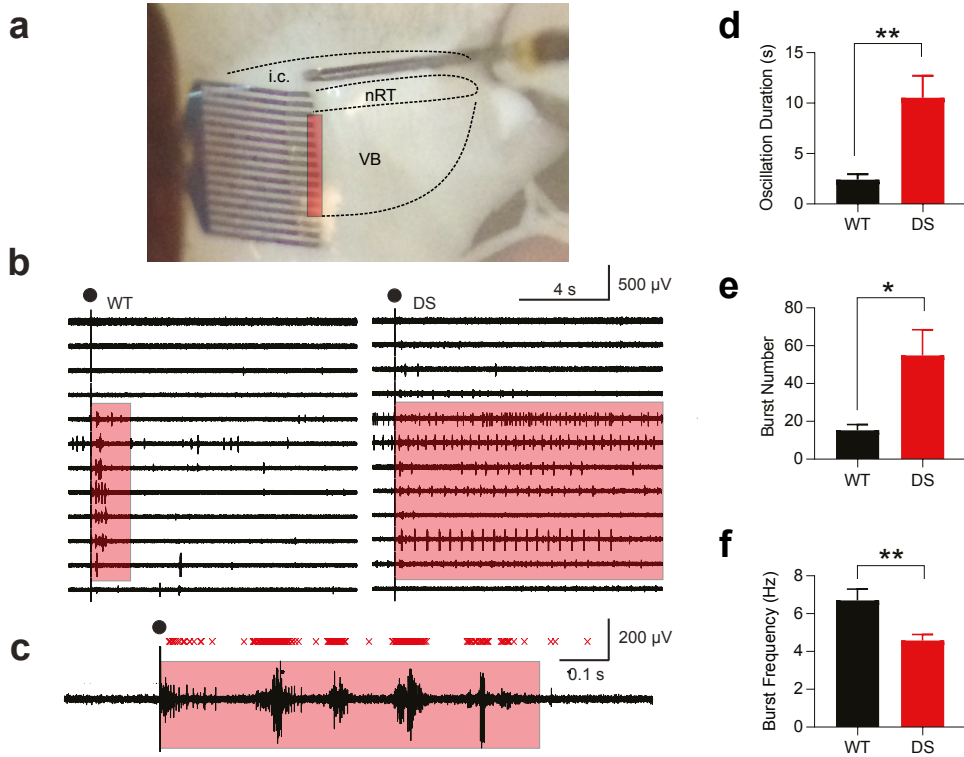 a
i.c.
nRT
VB
b
WT
DS
4 s
500 µV
c
××××
200 µV
0.1 s
d
Oscillation Duration (s)
15
10
5
0
**
WT
DS
e
Burst Number
80
60
40
20
0
*
WT
DS
f
Burst Frequency (Hz)
8
6
4
2
0
**
WT
DS